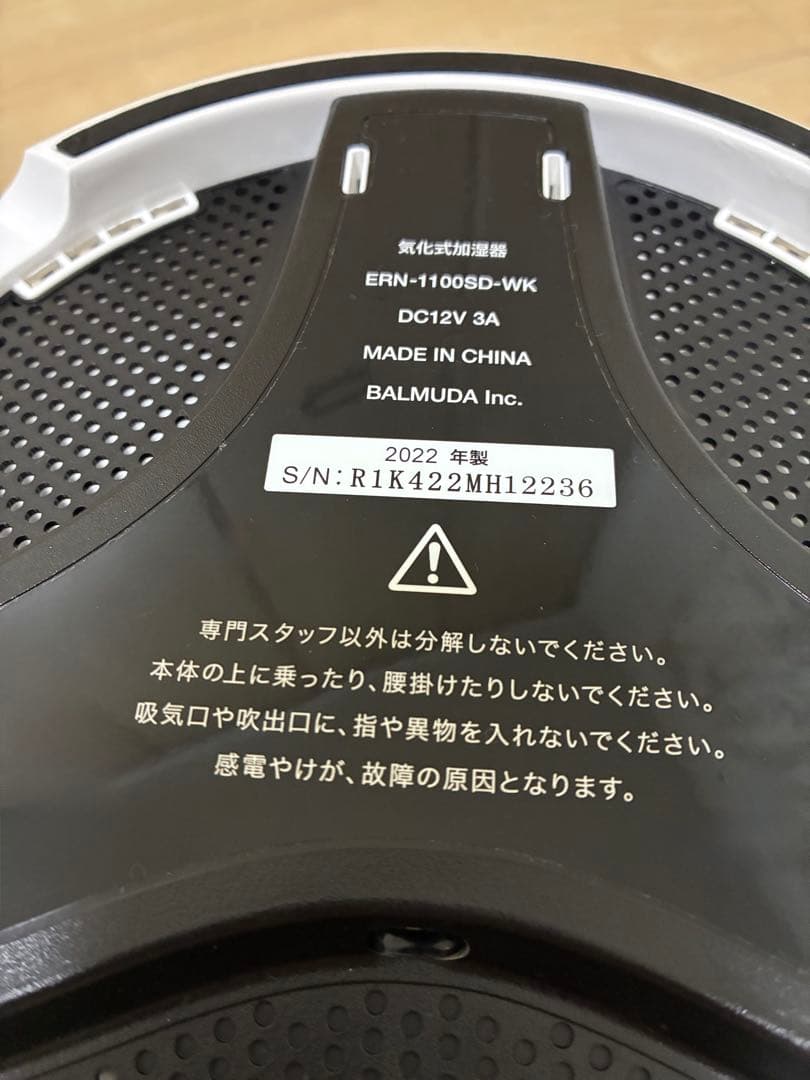 気化式加湿器
ERN-1100SD-WK
DC12V 3A
MADE IN CHINA
BALMUDA Inc.
2022 年製
S/N: R1K422MH12236
専門スタッフ以外は分解しないでください。
本体の上に乗ったり、腰掛けたりしないでください。
吸気口や吹出口に、指や異物を入れないでください。
感電やけが、故障の原因となります。